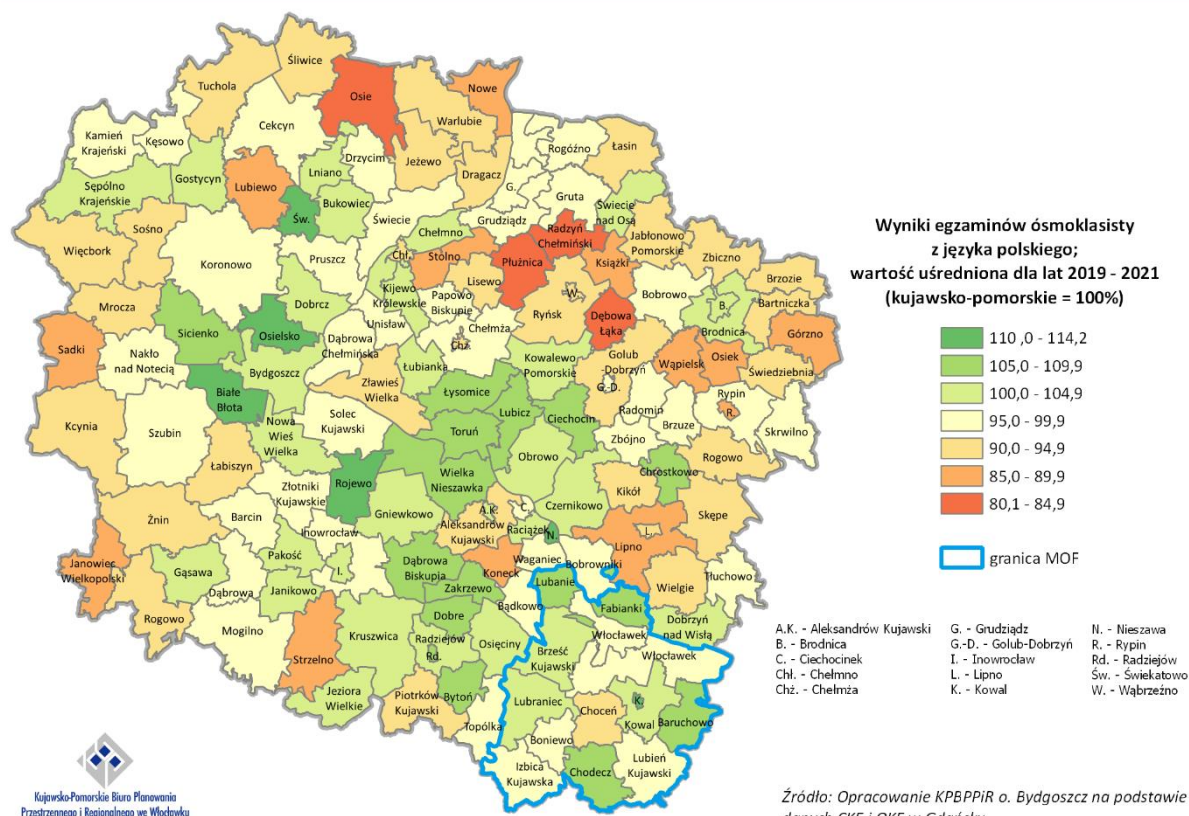 Śliwice
Tuchola
Osie
Nowe
Cekcyn
Warlubie
Kamień
Krajeński
Kęsowo
Rogóźno
Łasin
Drzycim
Jeżewo
Dragacz
Gostycyn
Lubiewo
Lniano
G.
Gruta
Sępólno
Krajeńskie
Św.
Bukowiec
Świecie
nad Osą
Świecie
Grudziądz
Radzyń
Chełmiński
Chełmno
Sośno
Jabłonowo
Pomorskie
Więcbork
Koronowo
Pruszcz
Chł.
Stolno
Płużnica
Książki
Zbiczno
Brzozie
Lisewo
W.
Bobrowo
Bartniczka
Mrocza
Dobrcz
Kijewo
Królewskie
Papowo
Biskupie
Ryńsk
B.
Unisław
Chełmża
Dębowa
Łąka
Brodnica
Górzno
Sicienko
Osielsko
Dąbrowa
Chełmińska
Chż.
Sadki
Nakło
nad Notecią
Golub
-Dobrzyń
Kowalewo
Pomorskie
Wąpielsk
Osiek
Świedziebnia
Bydgoszcz
Łubianka
Zławieś
Wielka
G.-D.
Białe
Błota
Łysomice
Rypin
R.
Kcynia
Szubin
Solec
Kujawski
Lubicz
Ciechocin
Radomin
Brzuze
Skrwilno
Nowa
Wieś
Wielka
Toruń
Zbójno
Łabiszyn
Obrowo
Rogowo
Rojewo
Wielka
Nieszawka
Chrostkowo
Złotniki
Kujawskie
Kikół
Żnin
Barcin
Gniewkowo
A.K.
C.
Czernikowo
Skępe
Inowrocław
Aleksandrów
Kujawski
Raciążek
N.
L.
Lipno
Janowiec
Wielkopolski
Gąsawa
Pakość
I.
Dąbrowa
Biskupia
Koneck
Waganiec
Bobrowniki
Tłuchowo
Dąbrowa
Janikowo
Zakrzewo
Lubanie
Wielgie
Rogowo
Bądkowo
Fabianki
Dobrzyń
nad Wisłą
Mogilno
Strzelno
Kruszwica
Dobre
Radziejów
Osięciny
Włocławek
Rd.
Brześć
Kujawski
Włocławek
Jeziora
Wielkie
Piotrków
Kujawski
Bytoń
Lubraniec
Choceń
K.
Kowal
Baruchowo
Topólka
Boniewo
Izbica
Kujawska
Chodecz
Lubień
Kujawski
Wyniki egzaminów ósmoklasisty
z języka polskiego;
wartość uśredniona dla lat 2019 - 2021
(kujawsko-pomorskie = 100%)
110 ,0 - 114,2
105,0 - 109,9
100,0 - 104,9
95,0 - 99,9
90,0 - 94,9
85,0 - 89,9
80,1 - 84,9
granica MOF
A.K. - Aleksandrów Kujawski
B. - Brodnica
C. - Ciechocinek
Chł. - Chełmno
Chż. - Chełmża
G. - Grudziądz
G.-D. - Golub-Dobrzyń
I. - Inowrocław
L. - Lipno
K. - Kowal
N. - Nieszawa
R. - Rypin
Rd. - Radziejów
Św. - Świekatowo
W. - Wąbrzeźno
Kujawsko-Pomorskie Biuro Planowania
Przestrzennego i Regionalnego we Włocławku
Źródło: Opracowanie KPBPPiR o. Bydgoszcz na podstawie
danych CKE i OKE w Gdańsku